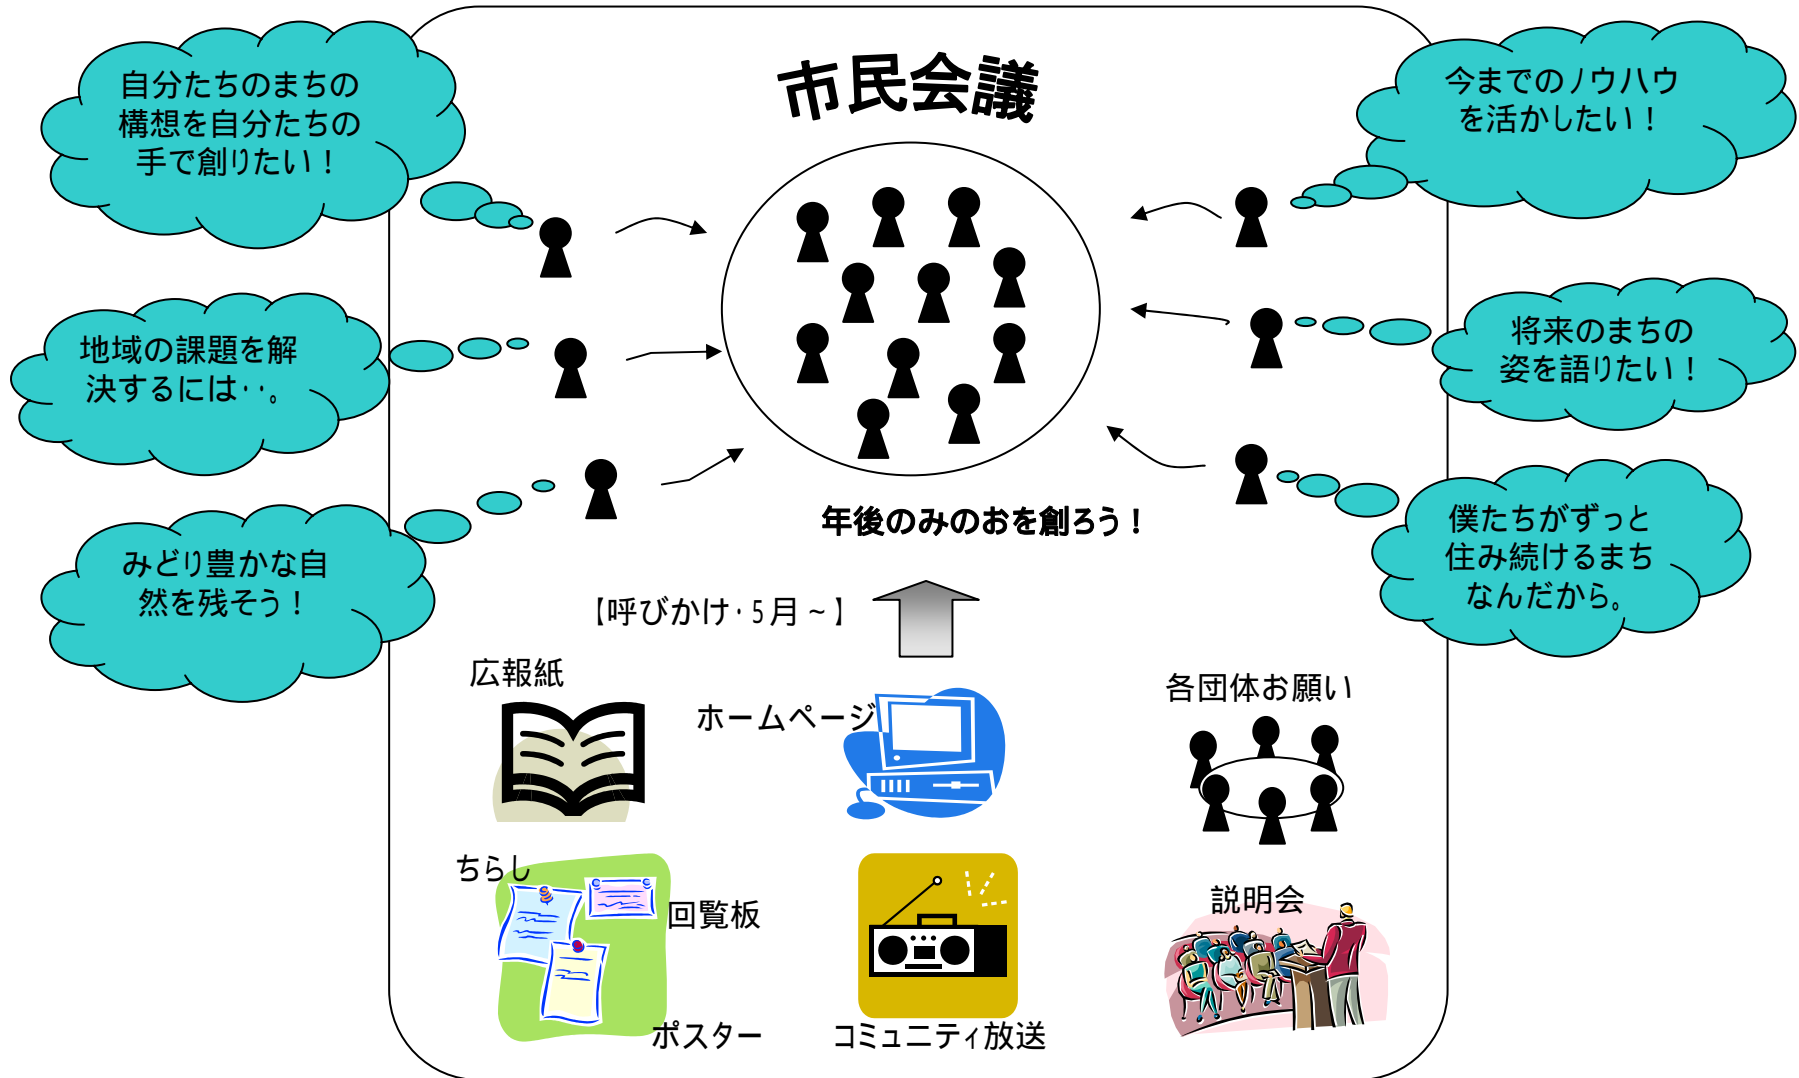 市民会議
自分たちのまちの
構想を自分たちの
手で創りたい！
今までのノウハウ
を活かしたい！
地域の課題を解
決するには‥。
将来のまちの
姿を語りたい！
みどり豊かな自
然を残そう！
僕たちがずっと
住み続けるまち
なんだから。
年後のみのおを創ろう！
【呼びかけ・5月～】
広報紙
ホームページ
各団体お願い
ちらし
回覧板
ポスター
コミュニティ放送
説明会